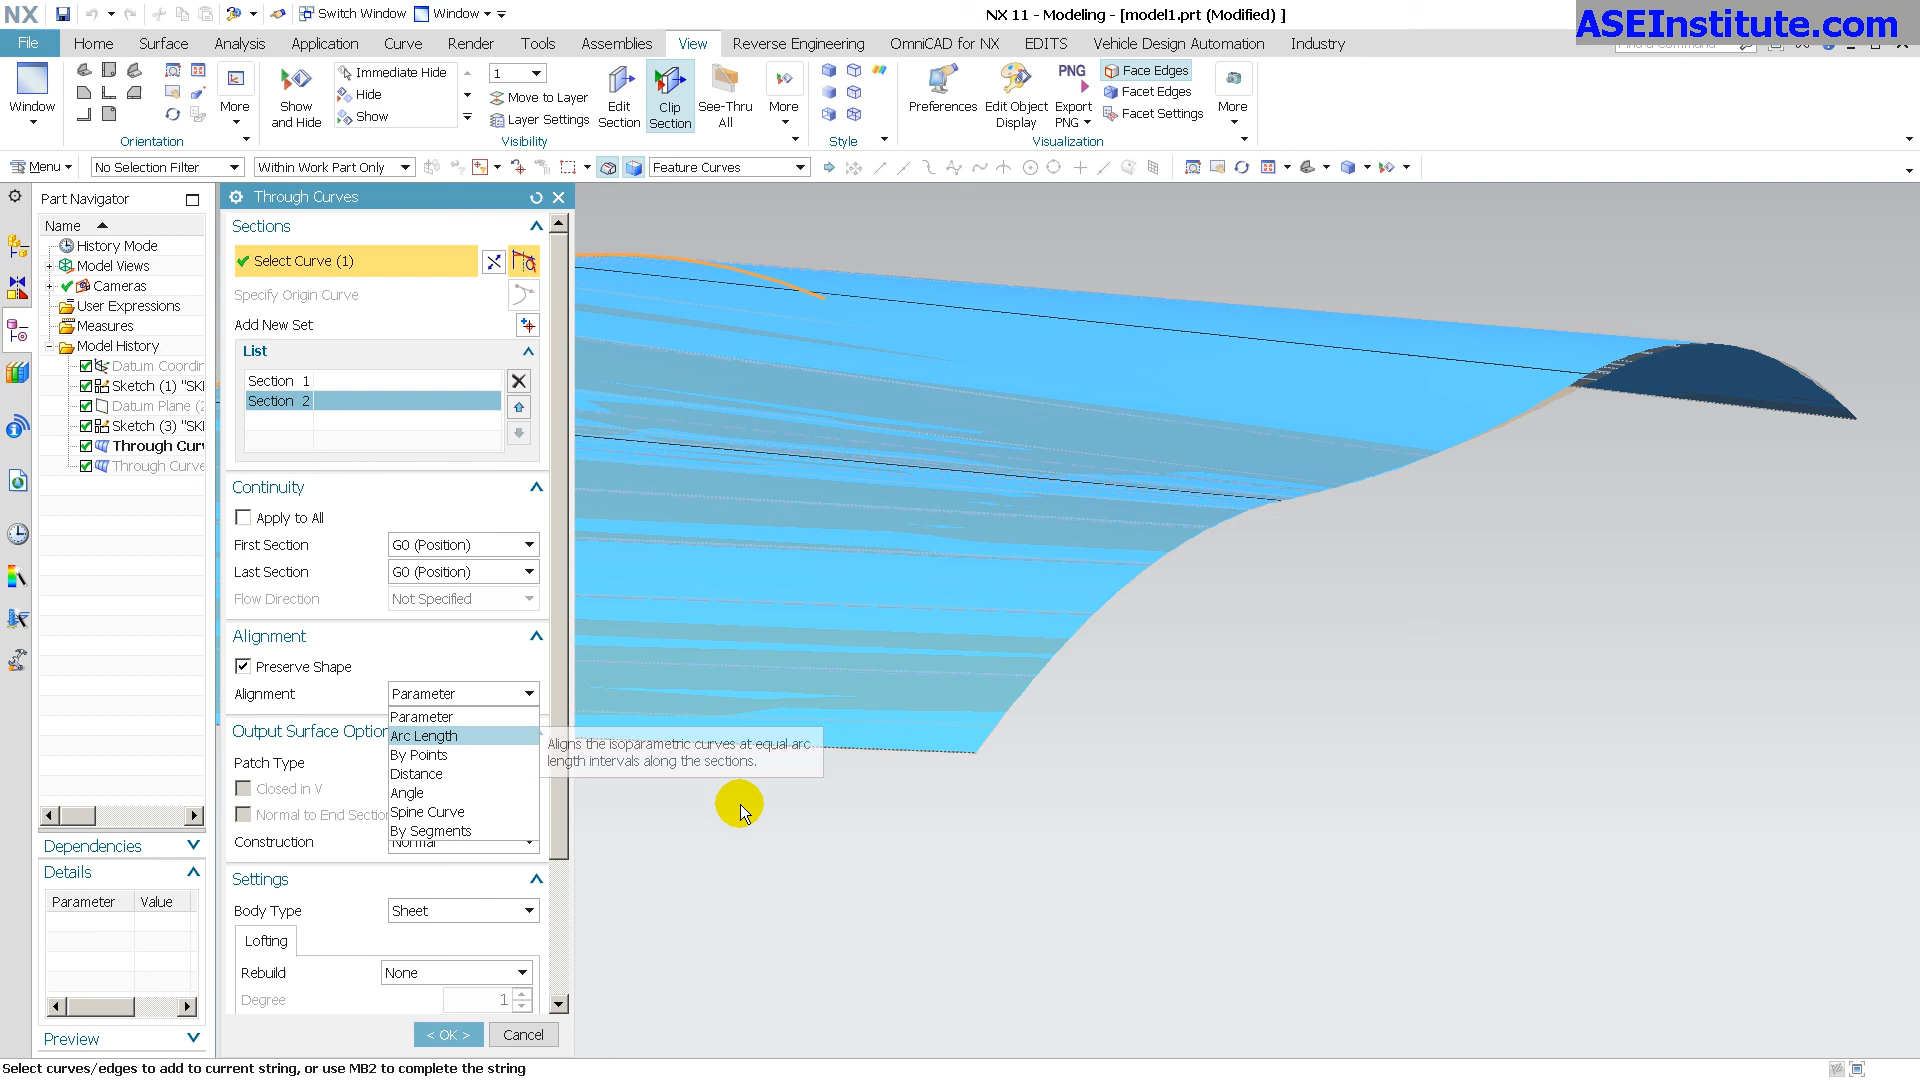 NX
Switch Window
Window
NX 11 - Modeling - [model1.prt (Modified) ]
ASEInstitute.com
File
Home
Surface
Analysis
Application
Curve
Render
Tools
Assemblies
View
Reverse Engineering
OmniCAD for NX
EDITS
Vehicle Design Automation
Industry
Find a Command
Window
More
Orientation
Show
and Hide
Immediate Hide
Hide
Show
1
Move to Layer
Layer Settings
Visibility
Edit
Section
Clip
Section
See-Thru
All
More
Style
Preferences
Edit Object
Display
PNG
Export
PNG
Face Edges
Facet Edges
Facet Settings
More
Visualization
Menu
No Selection Filter
Within Work Part Only
Feature Curves
Part Navigator
Name
History Mode
Model Views
Cameras
User Expressions
Measures
Model History
Datum Coordin
Sketch (1) "SK
Datum Plane (2
Sketch (3) "SK
Through Cur
Through Curve
Dependencies
Details
Parameter
Value
Preview
Through Curves
Sections
Select Curve (1)
Specify Origin Curve
Add New Set
List
Section 1
Section 2
Continuity
Apply to All
First Section
G0 (Position)
Last Section
G0 (Position)
Flow Direction
Not Specified
Alignment
Preserve Shape
Alignment
Parameter
Parameter
Arc Length
By Points
Distance
Angle
Spine Curve
By Segments
Output Surface Option
Patch Type
Closed in V
Normal to End Section
Construction
Normal
Aligns the isoparametric curves at equal arc
length intervals along the sections.
Settings
Body Type
Sheet
Lofting
Rebuild
None
Degree
1
< OK >
Cancel
Select curves/edges to add to current string, or use MB2 to complete the string